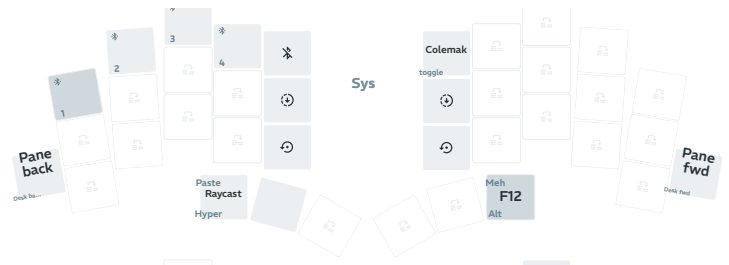 3
2
4
1
Sys
Colemak
toggle
Pane
back
Desk ba...
Paste
Raycast
Hyper
Meh
F12
Alt
Pane
fwd
Desk Fwd